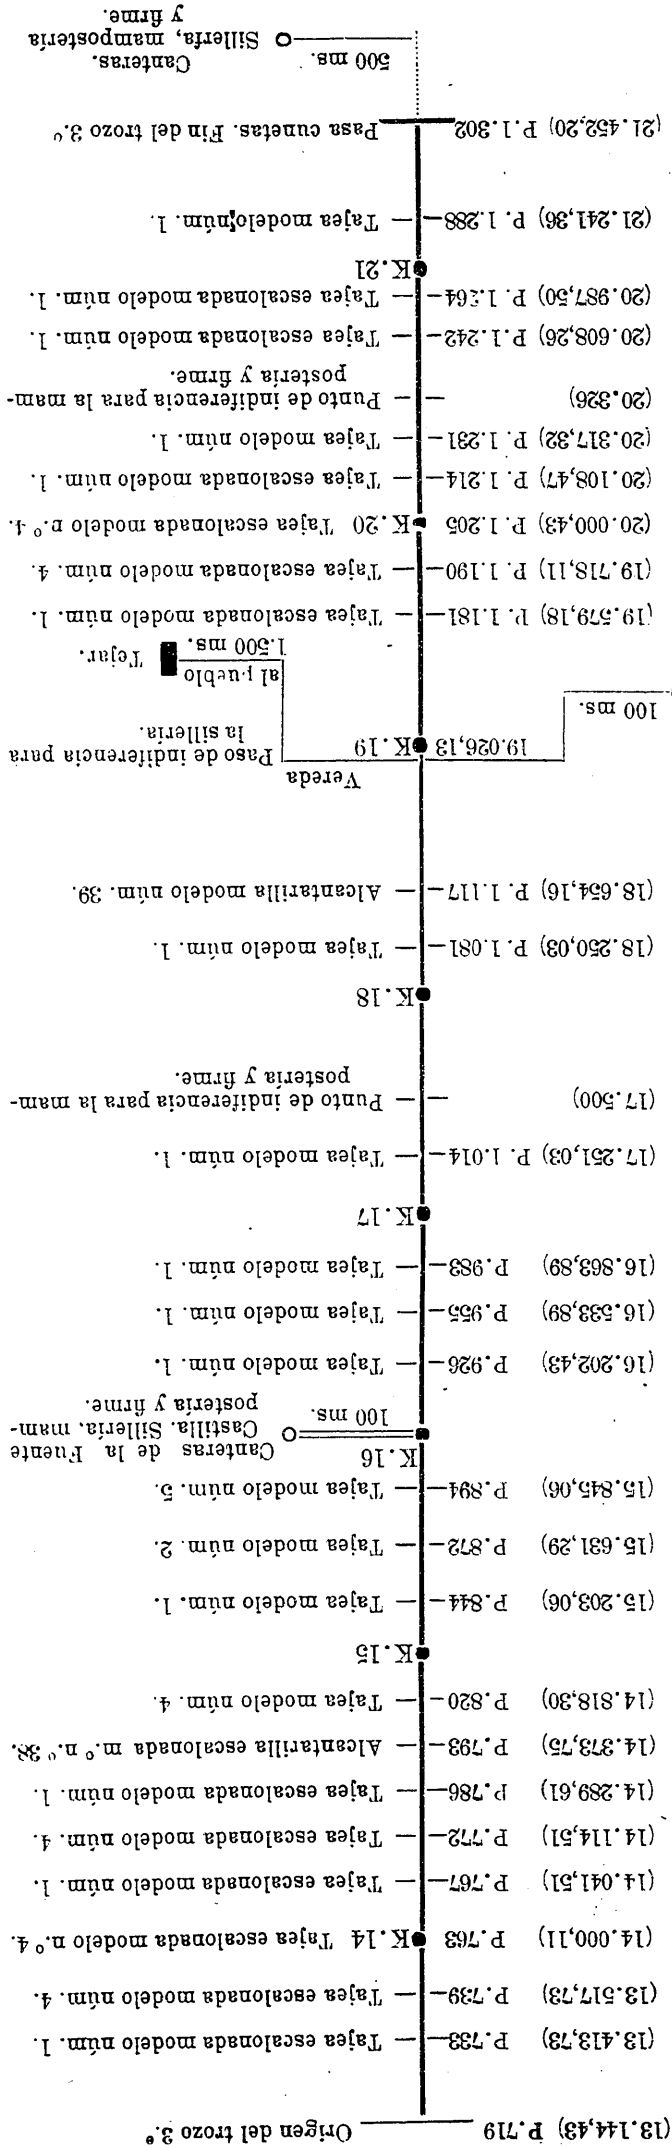 (13.144,43) P.719 Origen del trozo 3.º
(13.413,73) P.733 Tajea escalonada modelo núm. 1.
(13.517,73) P.739 Tajea escalonada modelo núm. 4.
(14.000,11) P.763 K.14 Tajea escalonada modelo n.º 4.
(14.041,51) P.767 Tajea escalonada modelo núm. 1.
(14.114,51) P.772 Tajea escalonada modelo núm. 4.
(14.289,61) P.786 Tajea escalonada modelo núm. 1.
(14.373,75) P.793 Alcantarilla escalonada m.º n.º 38.
(14.818,30) P.820 Tajea modelo núm. 4.
K.15
(15.203,06) P.844 Tajea modelo núm. 1.
(15.631,29) P.872 Tajea modelo núm. 2.
(15.845,06) P.894 Tajea modelo núm. 5.
K.16
Canteras de la Fuente
100 ms. Castilla. Sillería, mam-
postería y firme.
(16.202,43) P.926 Tajea modelo núm. 1.
(16.533,89) P.955 Tajea modelo núm. 1.
(16.863,89) P.983 Tajea modelo núm. 1.
K.17
(17.251,03) P.1.014 Tajea modelo núm. 1.
(17.500) Punto de indiferencia para la mam-
postería y firme.
K.18
(18.250,03) P.1.081 Tajea modelo núm. 1.
(18.654,16) P.1.117 Alcantarilla modelo núm. 39.
Vereda
19.026,13 K.19 Paso de indiferencia para
la sillería.
100 ms.
al pueblo
1.500 ms. Tejar.
(19.579,18) P.1.181 Tajea escalonada modelo núm. 1.
(19.718,11) P.1.190 Tajea escalonada modelo núm. 4.
(20.000,43) P.1.205 K.20 Tajea escalonada modelo n.º 4.
(20.108,47) P.1.214 Tajea escalonada modelo núm. 1.
(20.317,32) P.1.231 Tajea modelo núm. 1.
(20.326) Punto de indiferencia para la mam-
postería y firme.
(20.608,26) P.1.242 Tajea escalonada modelo núm. 1.
(20.987,50) P.1.264 Tajea escalonada modelo núm. 1.
K.21
(21.241,36) P.1.288 Tajea modelo núm. 1.
(21.452,20) P.1.302 Pasa cunetas. Fin del trozo 3.º
500 ms. Canteras.
Sillería, mampostería
y firme.